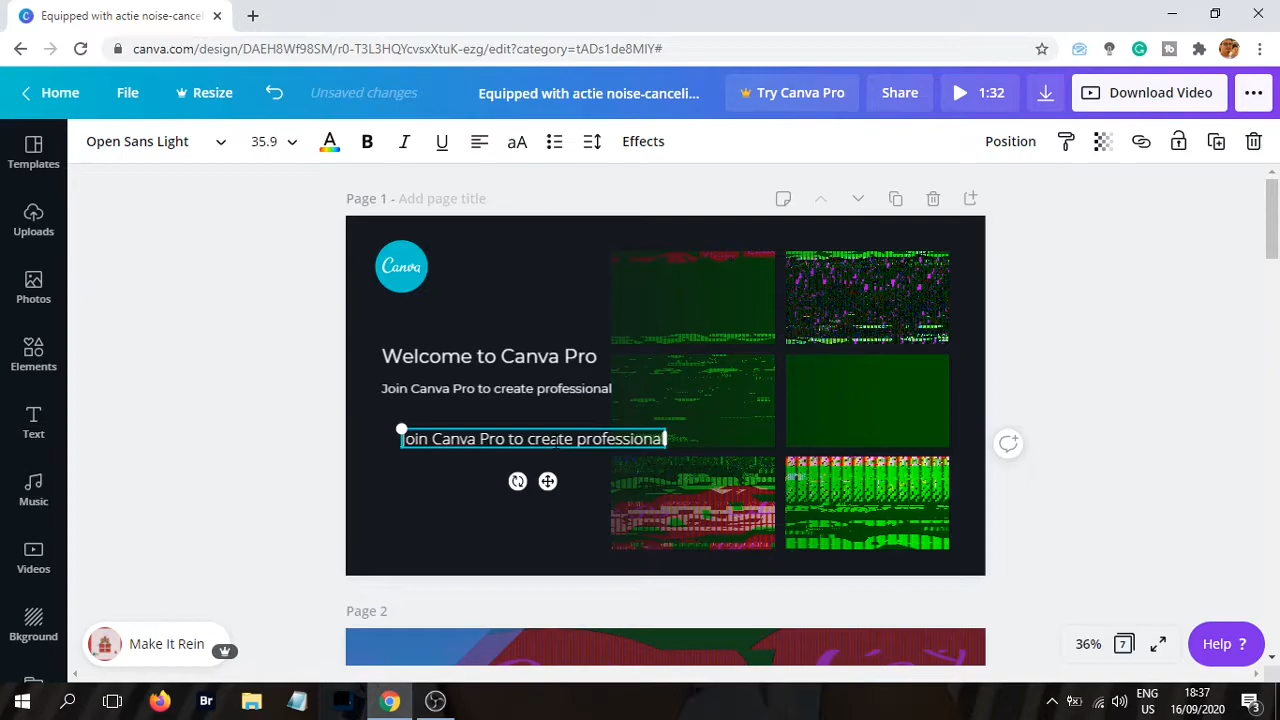 Equipped with actie noise-cancel
canva.com/design/DAEH8Wf98SM/r0-T3L3HQYcvsxXtuK-ezg/edit?category=tADs1de8MIY#
Home
File
Resize
Unsaved changes
Equipped with actie noise-canceli...
Try Canva Pro
Share
1:32
Download Video
Open Sans Light
35.9
A
B
I
U
aA
Effects
Position
Templates
Uploads
Photos
Elements
Text
Music
Videos
Bkground
Page 1 - Add page title
Canva
Welcome to Canva Pro
Join Canva Pro to create professional
Join Canva Pro to create professional
Page 2
Make It Rein
36%
7
Help ?
Br
ENG
US
18:37
16/09/2020
3